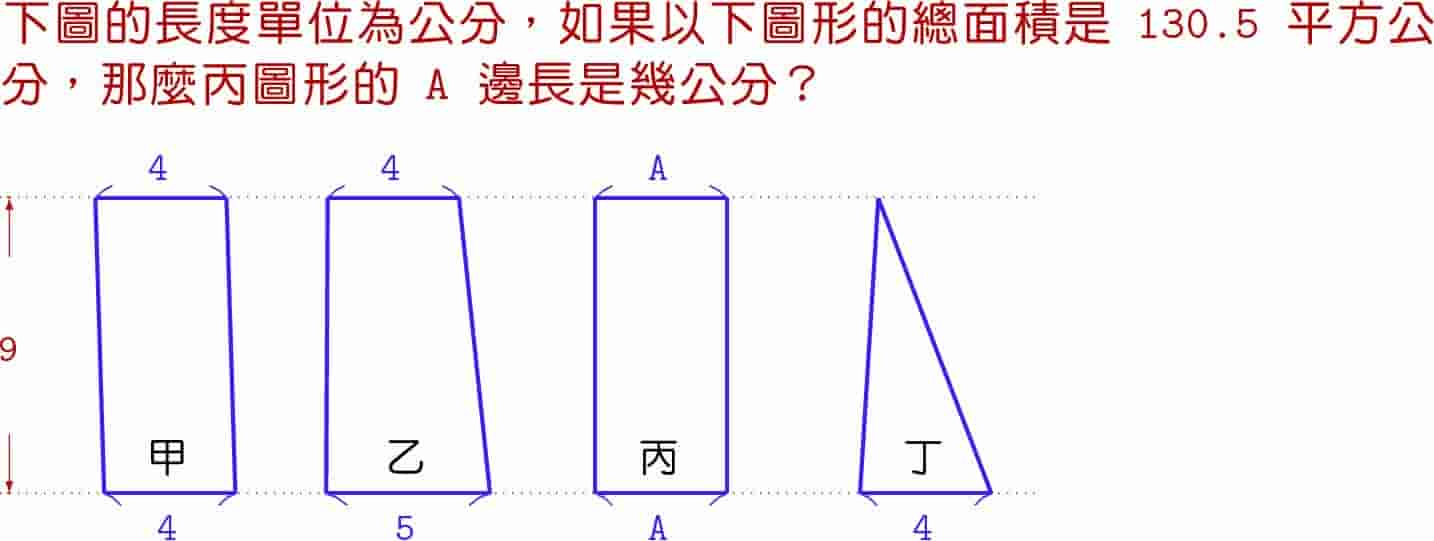 下圖的長度單位為公分，如果以下圖形的總面積是 130.5 平方公
分，那麼丙圖形的 A 邊長是幾公分？
4 4 A
9
甲 乙 丙 丁
4 5 A 4